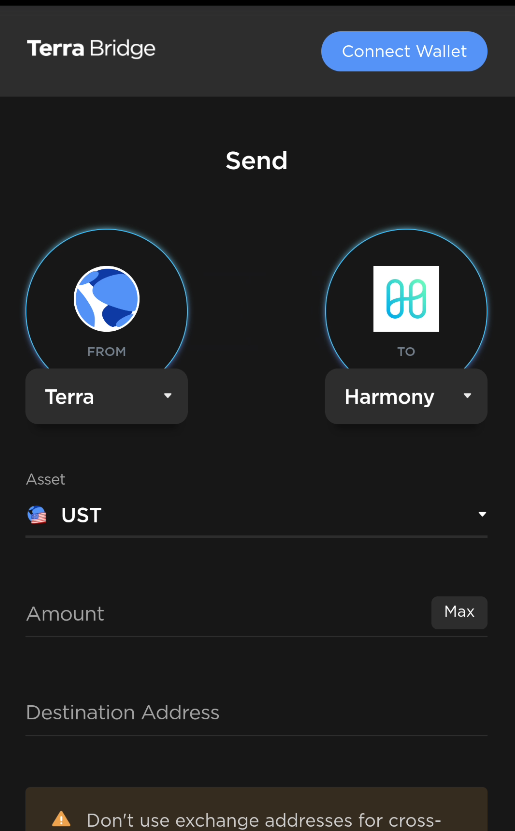 Terra Bridge
Connect Wallet
Send
FROM
TO
Terra
Harmony
Asset
UST
Amount
Max
Destination Address
Don't use exchange addresses for cross-